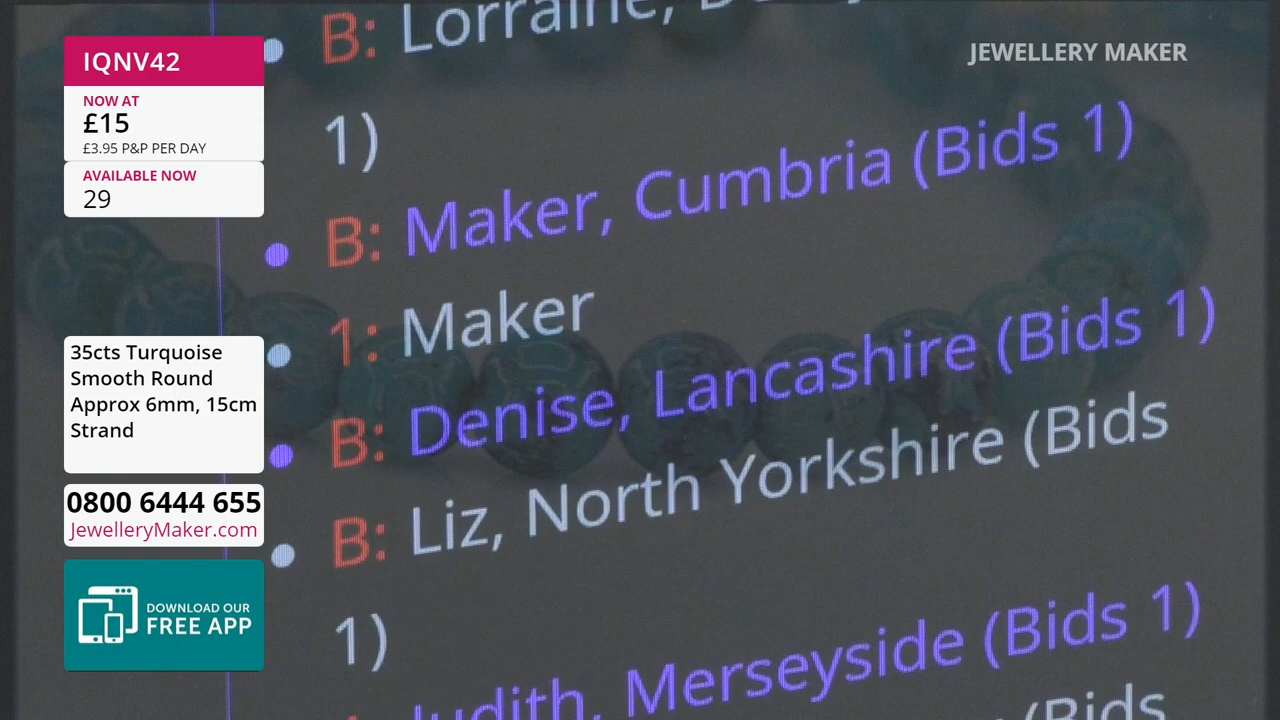 IQNV42
NOW AT
£15
£3.95 P&P PER DAY
AVAILABLE NOW
29
35cts Turquoise
Smooth Round
Approx 6mm, 15cm
Strand
0800 6444 655
JewelleryMaker.com
DOWNLOAD OUR
FREE APP
JEWELLERY MAKER
B: Lorraine,
1)
B: Maker, Cumbria (Bids 1)
1: Maker
B: Denise, Lancashire (Bids 1)
B: Liz, North Yorkshire (Bids
1)
Judith, Merseyside (Bids 1)
(Bids